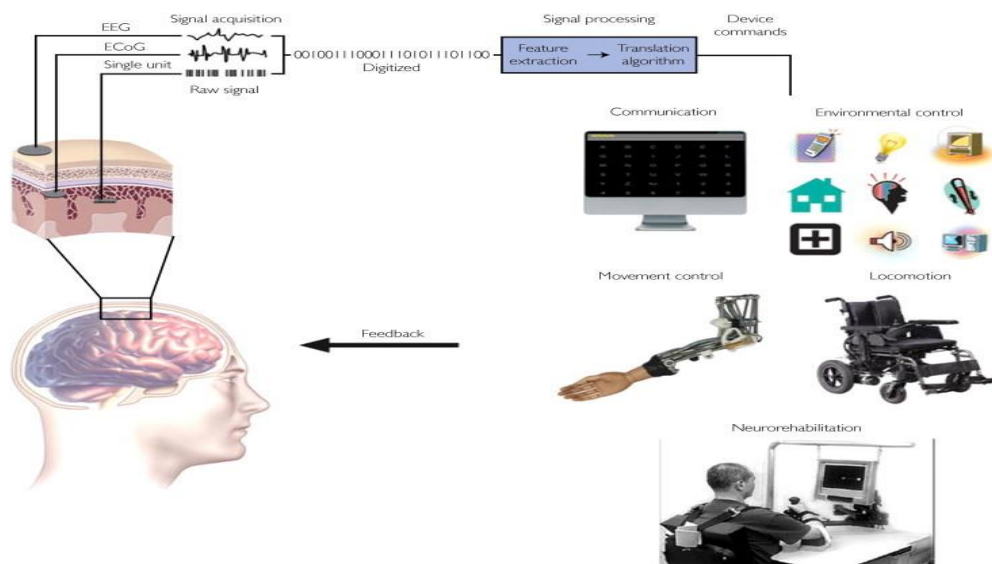 EEG
Signal acquisition
Signal processing
Device
commands
ECoG
Single unit
Digitized
Feature
extraction
Translation
algorithm
Raw signal
Communication
Environmental control
Movement control
Locomotion
Feedback
Neurorehabilitation